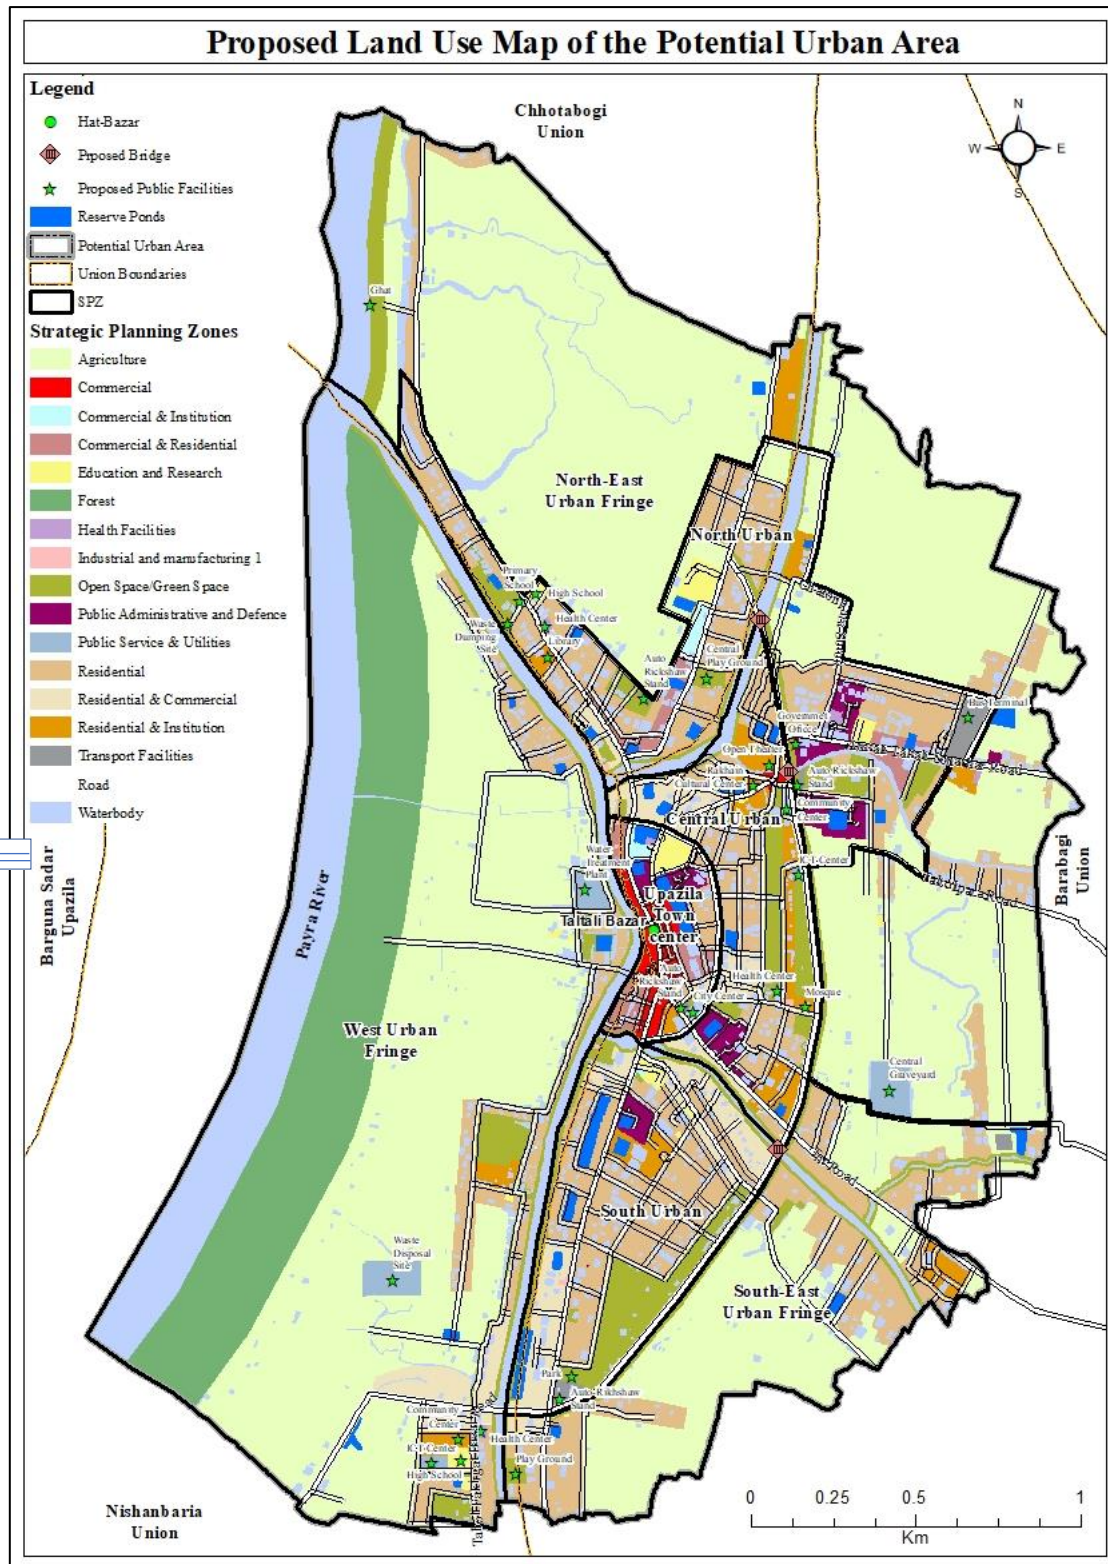 Proposed Land Use Map of the Potential Urban Area
Legend
Hat-Bazar
Prposed Bridge
Proposed Public Facilities
Reserve Ponds
Potential Urban Area
Union Boundaries
SPZ
Strategic Planning Zones
Agriculture
Commercial
Commercial & Institution
Commercial & Residential
Education and Research
Forest
Health Facilities
Industrial and manufacturing 1
Open Space/Green Space
Public Administrative and Defence
Public Service & Utilities
Residential
Residential & Commercial
Residential & Institution
Transport Facilities
Road
Waterbody
Chhotabogi
Union
N
W
E
S
Ghat
North-East
Urban Fringe
North Urban
Primary
School
High School
Health Center
Waste
Dumping
Site
Library
Auto
Rickshaw
Stand
Central
Play Ground
Bus Terminal
Office
Open Theater
Rakhain
Cultural Center
Auto Rickshaw
Stand
Community
Center
Central Urban
Water
Treatment
Plant
ICT-Center
Road
Upazila
Town
center
Taltali Bazar
Barabagi
Union
Barguna Sadar
Upazila
Payra River
Auto
Rickshaw
Stand
City Center
Health Center
Mosque
West Urban
Fringe
Central
Graveyard
Road
South Urban
Waste
Disposal
Site
South-East
Urban Fringe
Park
Auto-Rikhshaw
Stand
Community
Center
Health Center
ICT-Center
High School
Play Ground
Road
Nishanbaria
Union
0
0.25
0.5
1
Km